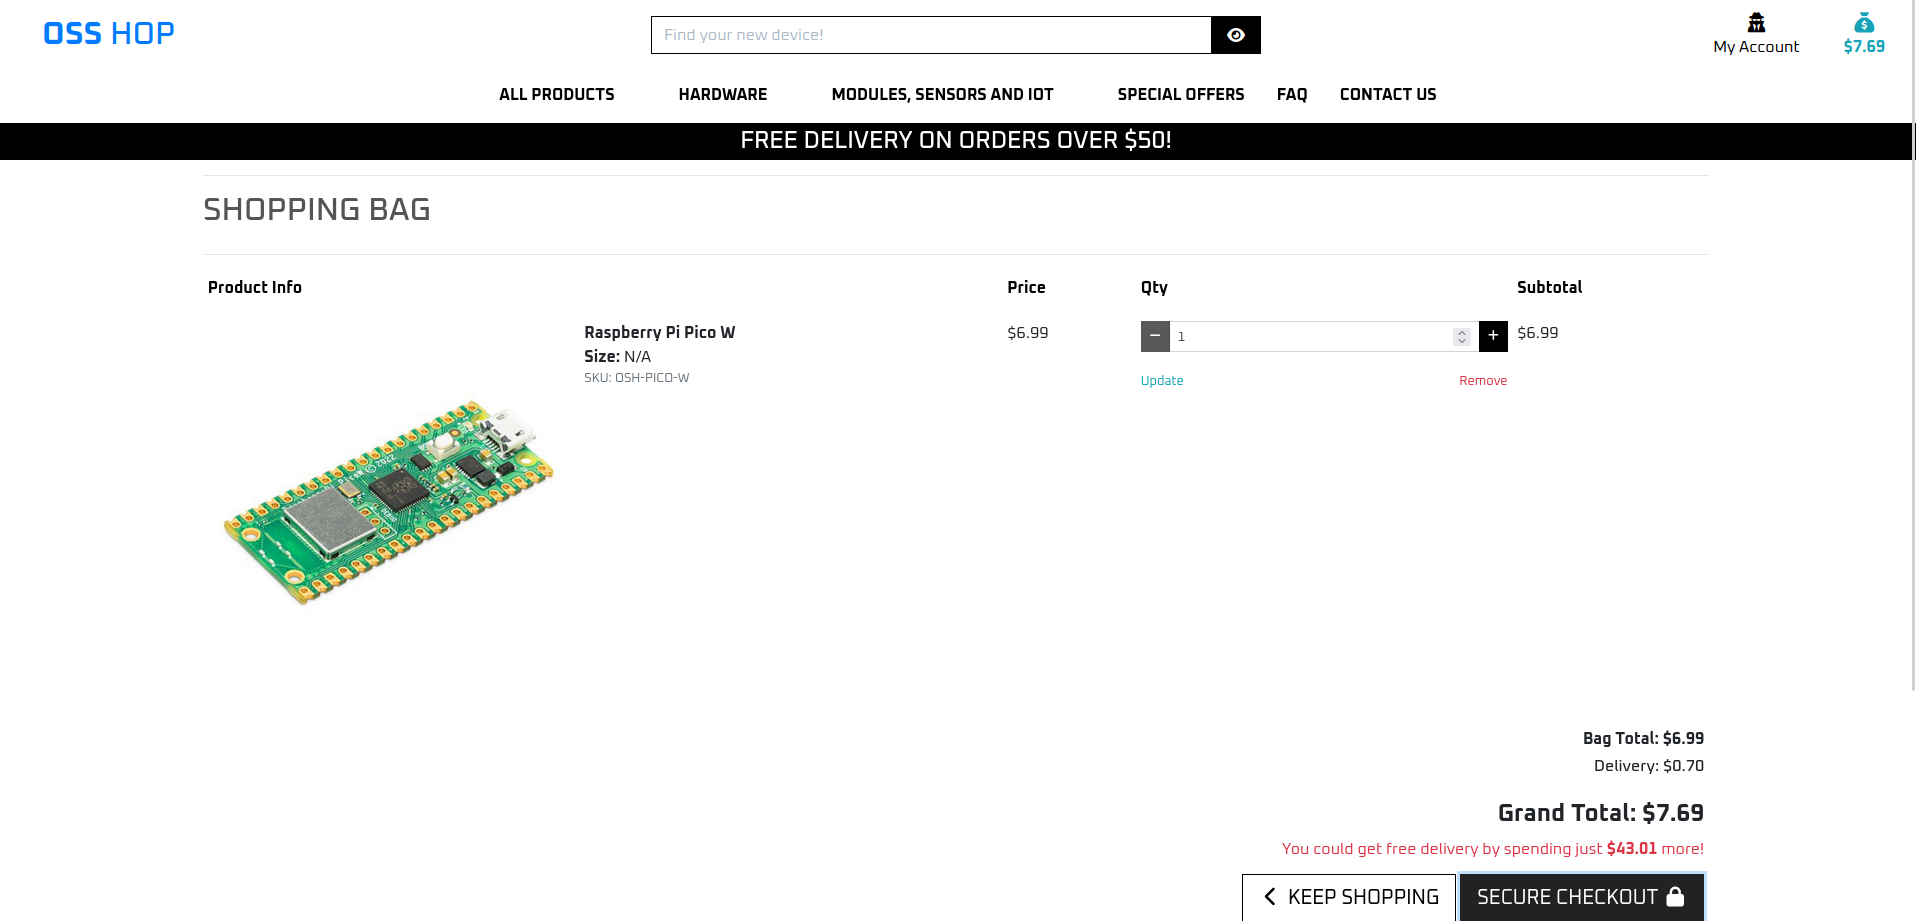 OSS HOP
Find your new device!
My Account
$7.69
ALL PRODUCTS
HARDWARE
MODULES, SENSORS AND IOT
SPECIAL OFFERS
FAQ
CONTACT US
FREE DELIVERY ON ORDERS OVER $50!
SHOPPING BAG
Product Info
Price
Qty
Subtotal
Raspberry Pi Pico W
Size: N/A
SKU: OSH-PICO-W
$6.99
− 1 +
$6.99
Update
Remove
Bag Total: $6.99
Delivery: $0.70
Grand Total: $7.69
You could get free delivery by spending just $43.01 more!
KEEP SHOPPING
SECURE CHECKOUT